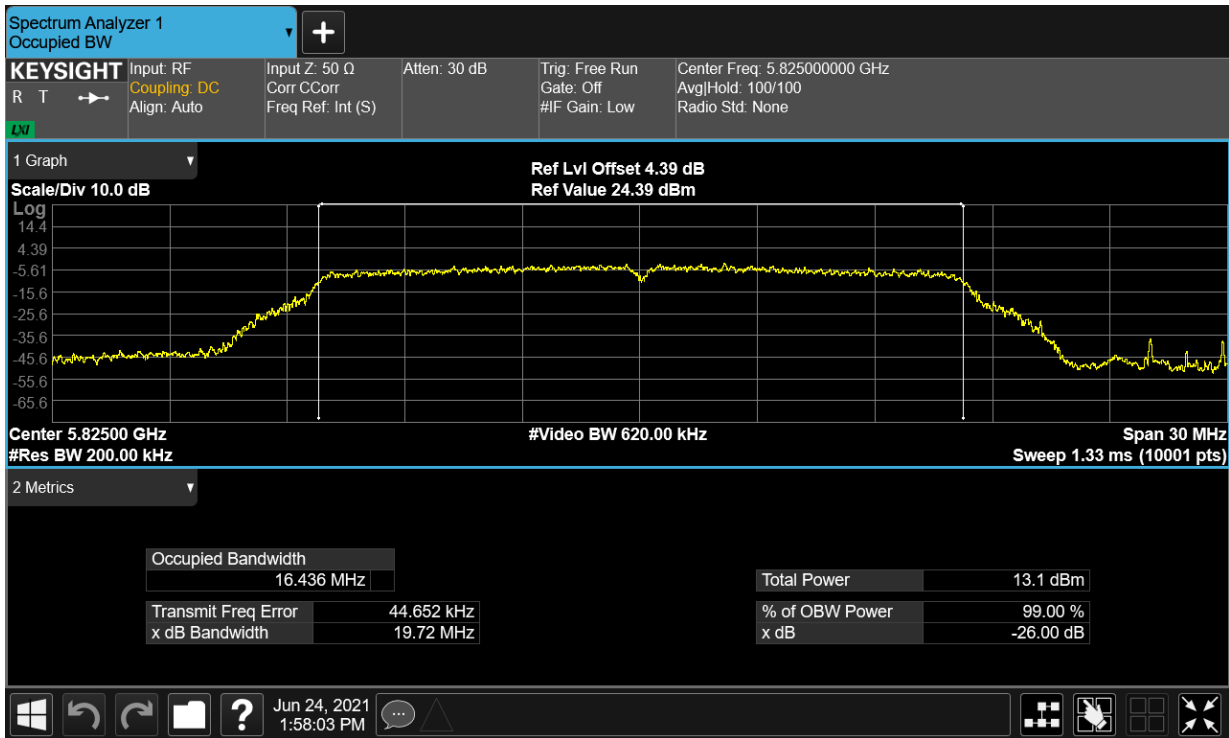 Spectrum Analyzer 1
Occupied BW
KEYSIGHT
R T
LXI
Input: RF
Coupling: DC
Align: Auto
Input Z: 50 Ω
Corr CCorr
Freq Ref: Int (S)
Atten: 30 dB
Trig: Free Run
Gate: Off
#IF Gain: Low
Center Freq: 5.825000000 GHz
Avg|Hold: 100/100
Radio Std: None
1 Graph
Scale/Div 10.0 dB
Ref Lvl Offset 4.39 dB
Ref Value 24.39 dBm
Log
14.4
4.39
-5.61
-15.6
-25.6
-35.6
-45.6
-55.6
-65.6
Center 5.82500 GHz
#Res BW 200.00 kHz
#Video BW 620.00 kHz
Span 30 MHz
Sweep 1.33 ms (10001 pts)
2 Metrics
Occupied Bandwidth
16.436 MHz
Total Power 13.1 dBm
Transmit Freq Error 44.652 kHz
% of OBW Power 99.00 %
x dB Bandwidth 19.72 MHz
x dB -26.00 dB
?
Jun 24, 2021
1:58:03 PM